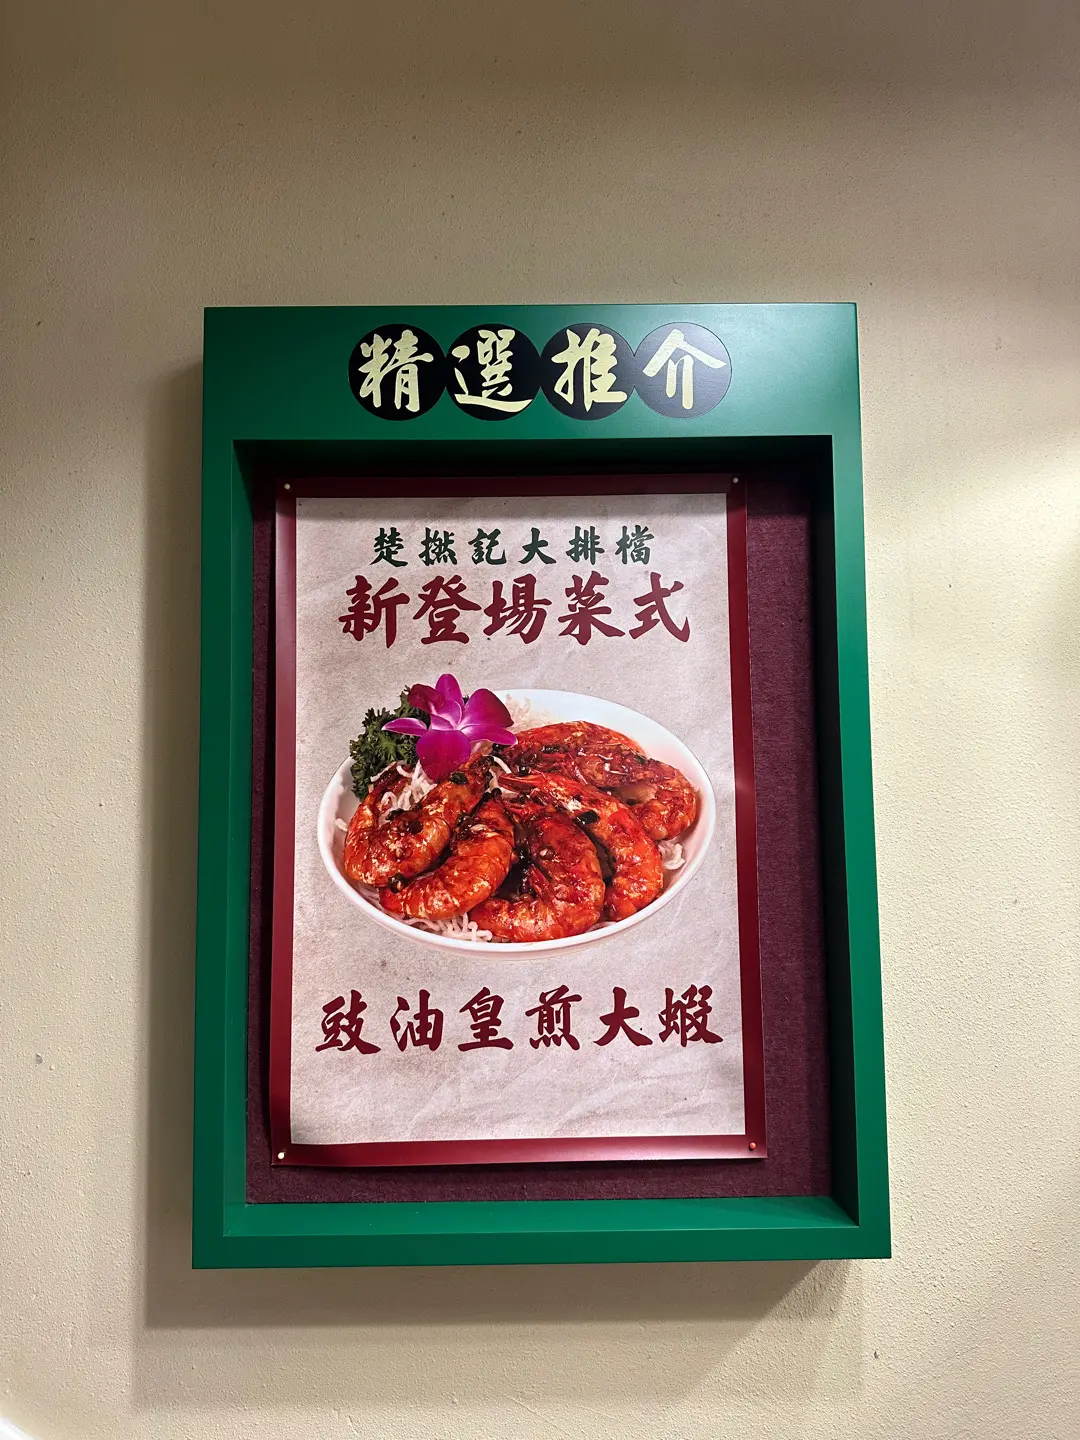 精選推介
楚撚記大排檔
新登場菜式
豉油皇煎大蝦